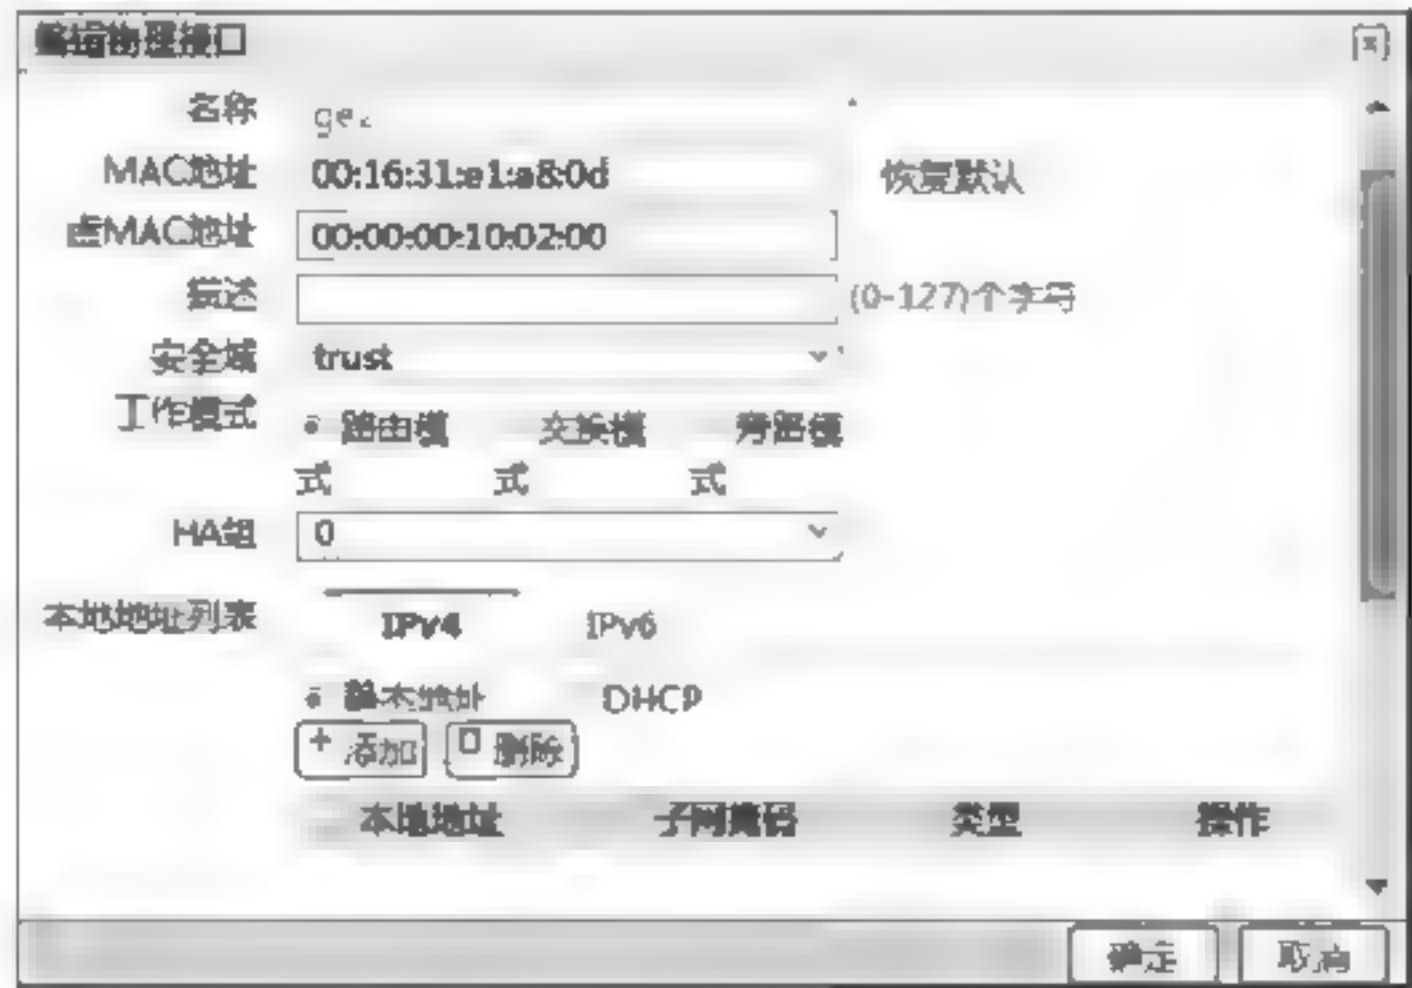 编辑物理接口
名称
MAC地址 00:16:31:e1:a8:0d 恢复默认
虚MAC地址 00:00:00:10:02:00
描述 (0-127)个字符
安全域 trust
工作模式 路由模式 交换模式 旁路模式
HA组 0
本地地址列表 IPv4 IPv6
静态地址 DHCP
+ 添加 删除
本地地址 子网掩码 类型 操作
确定 取消